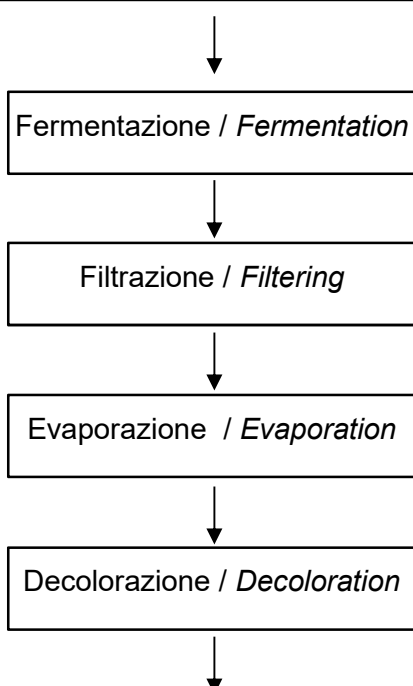 Fermentazione / Fermentation
Filtrazione / Filtering
Evaporazione / Evaporation
Decolorazione / Decoloration